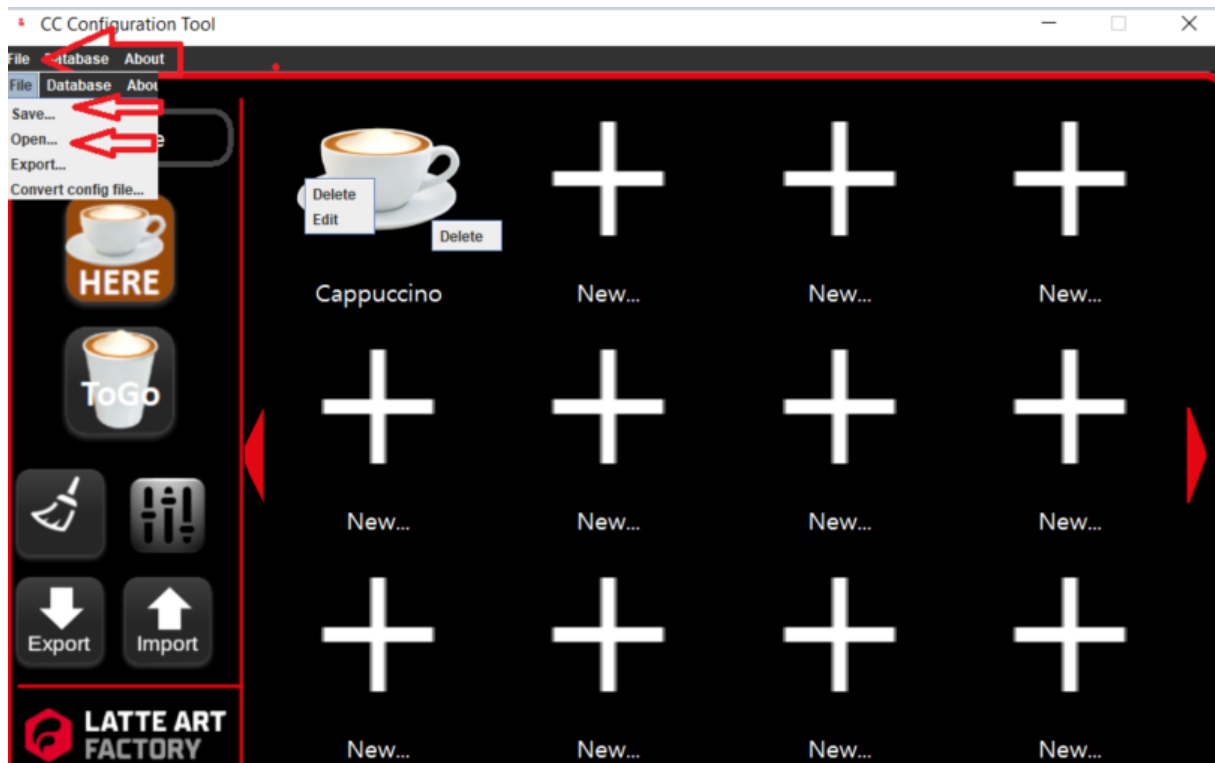 CC Configuration Tool
File Database About
File Database Abou
Save...
Open...
Export...
Convert config file...
HERE
ToGo
Export Import
LATTE ART
FACTORY
Delete
Edit
Delete
Cappuccino New... New... New...
New... New... New... New...
New... New... New... New...